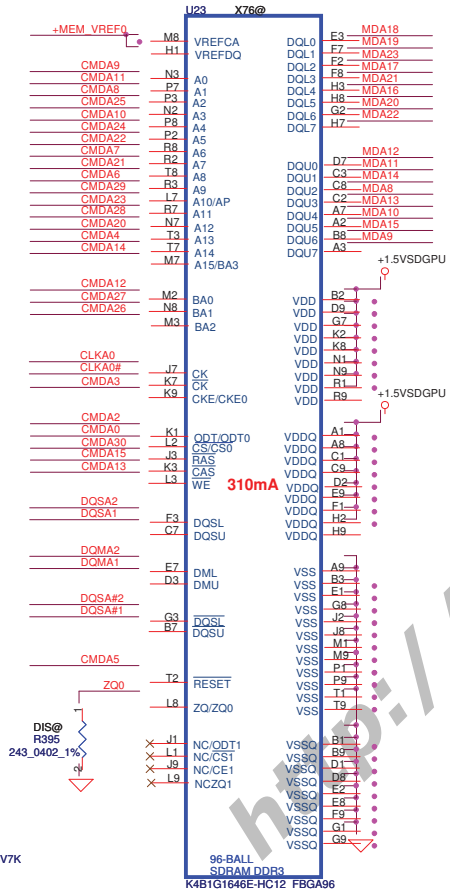 U23 X76@
+MEM_VREF0 M8 VREFCA DQL0 E3 MDA18
H1 VREFDQ DQL1 F7 MDA19
DQL2 F2 MDA23
CMDA9 N3 A0 DQL3 F8 MDA17
CMDA11 P7 A1 DQL4 H3 MDA21
CMDA8 P3 A2 DQL5 H8 MDA16
CMDA25 N2 A3 DQL6 G2 MDA20
CMDA10 P8 A4 DQL7 H7 MDA22
CMDA24 P2 A5
CMDA22 R8 A6
CMDA7 R2 A7 DQU0 D7 MDA12
CMDA21 T8 A8 DQU1 C3 MDA11
CMDA6 R3 A9 DQU2 C8 MDA14
CMDA29 L7 A10/AP DQU3 C2 MDA8
CMDA23 R7 A11 DQU4 A7 MDA13
CMDA28 N7 A12 DQU5 A2 MDA10
CMDA20 T3 A13 DQU6 B8 MDA15
CMDA4 T7 A14 DQU7 A3 MDA9
CMDA14 M7 A15/BA3
+1.5VSDGPU
CMDA12 M2 BA0 VDD B2
CMDA27 N8 BA1 VDD D9
CMDA26 M3 BA2 VDD G7
VDD K2
VDD K8
VDD N1
CLKA0 J7 CK VDD N9
CLKA0# K7 CK VDD R1
CMDA3 K9 CKE/CKE0 VDD R9
+1.5VSDGPU
CMDA2 K1 ODT/ODT0 VDDQ A1
CMDA0 L2 CS/CS0 VDDQ A8
CMDA30 J3 RAS VDDQ C1
CMDA15 K3 CAS VDDQ C9
CMDA13 L3 WE VDDQ D2
310mA VDDQ E9
VDDQ F1
DQSA2 F3 DQSL VDDQ H2
DQSA1 C7 DQSU VDDQ H9
DQMA2 E7 DML VSS A9
DQMA1 D3 DMU VSS B3
VSS E1
VSS G8
DQSA#2 G3 DQSL VSS J2
DQSA#1 B7 DQSU VSS J8
VSS M1
VSS M9
VSS P1
CMDA5 T2 RESET VSS P9
VSS T1
ZQ0 L8 ZQ/ZQ0 VSS T9
1
DIS@
R395
243_0402_1%
2
J1 NC/ODT1 VSSQ B1
L1 NC/CS1 VSSQ B9
J9 NC/CE1 VSSQ D1
L9 NCZQ1 VSSQ D8
VSSQ E2
VSSQ E8
VSSQ F9
VSSQ G1
VSSQ G9
V7K
96-BALL
SDRAM DDR3
K4B1G1646E-HC12 FBGA96
http://